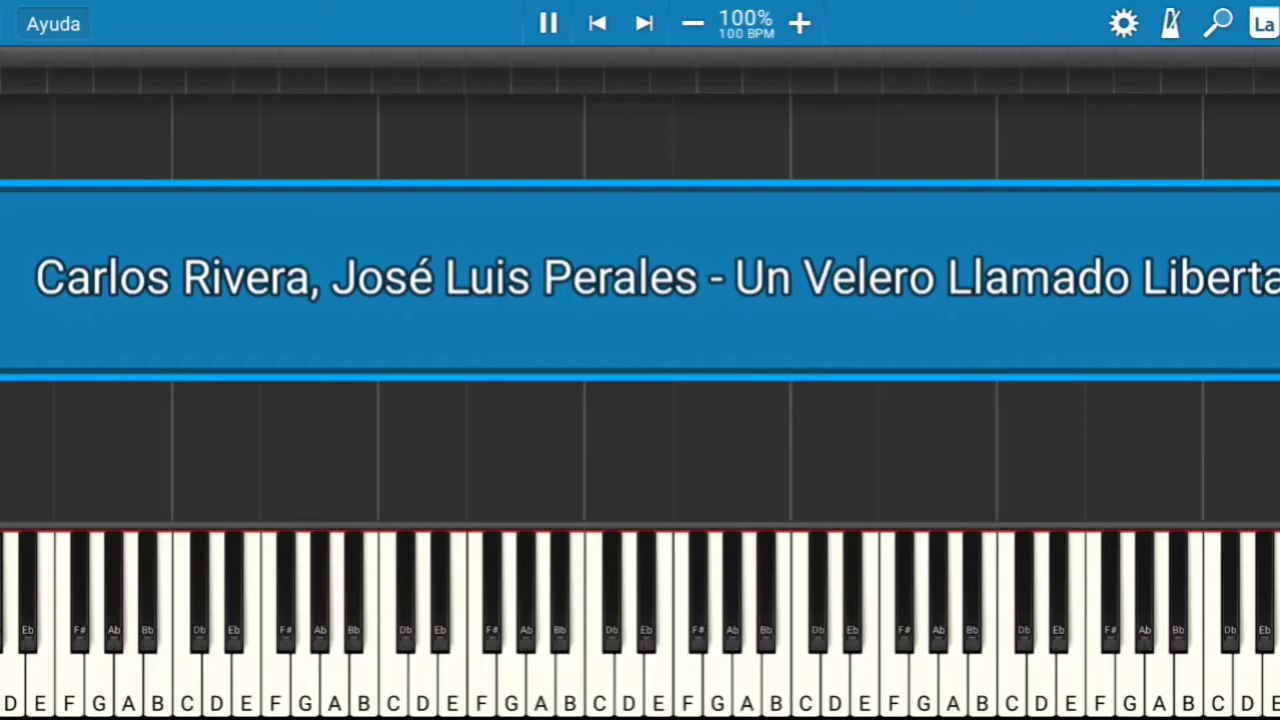 Ayuda
100%
100 BPM
La
Carlos Rivera, José Luis Perales - Un Velero Llamado Liberta
Eb F# Ab Bb Db Eb F# Ab Bb Db Eb F# Ab Bb Db Eb F# Ab Bb Db Eb F# Ab Bb Db Eb F# Ab Bb Db Eb
D E F G A B C D E F G A B C D E F G A B C D E F G A B C D E F G A B C D E F G A B C D E